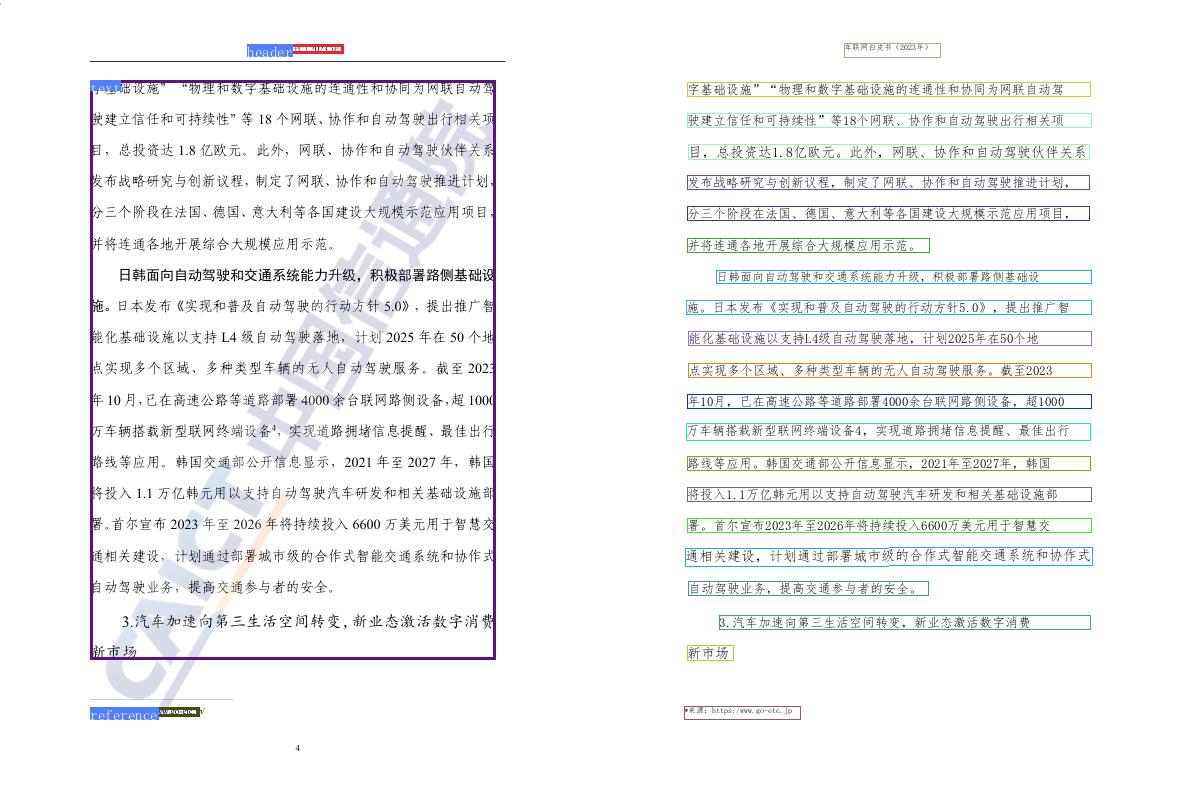 header
text
字基础设施” “物理和数字基础设施的连通性和协同为网联自动驾
驶建立信任和可持续性”等 18 个网联、协作和自动驾驶出行相关项
目，总投资达 1.8 亿欧元。此外，网联、协作和自动驾驶伙伴关系
发布战略研究与创新议程，制定了网联、协作和自动驾驶推进计划，
分三个阶段在法国、德国、意大利等各国建设大规模示范应用项目，
并将连通各地开展综合大规模应用示范。
日韩面向自动驾驶和交通系统能力升级，积极部署路侧基础设
施。日本发布《实现和普及自动驾驶的行动方针 5.0》，提出推广智
能化基础设施以支持 L4 级自动驾驶落地，计划 2025 年在 50 个地
点实现多个区域、多种类型车辆的无人自动驾驶服务。截至 2023
年 10 月，已在高速公路等道路部署 4000 余台联网路侧设备，超 1000
万车辆搭载新型联网终端设备⁴，实现道路拥堵信息提醒、最佳出行
路线等应用。韩国交通部公开信息显示，2021 年至 2027 年，韩国
将投入 1.1 万亿韩元用以支持自动驾驶汽车研发和相关基础设施部
署。首尔宣布 2023 年至 2026 年将持续投入 6600 万美元用于智慧交
通相关建设，计划通过部署城市级的合作式智能交通系统和协作式
自动驾驶业务，提高交通参与者的安全。
3.汽车加速向第三生活空间转变，新业态激活数字消费
新市场
CAICT 中国信通院
reference
4
车联网白皮书（2023年）
字基础设施”“物理和数字基础设施的连通性和协同为网联自动驾
驶建立信任和可持续性”等18个网联、协作和自动驾驶出行相关项
目，总投资达1.8亿欧元。此外，网联、协作和自动驾驶伙伴关系
发布战略研究与创新议程，制定了网联、协作和自动驾驶推进计划，
分三个阶段在法国、德国、意大利等各国建设大规模示范应用项目，
并将连通各地开展综合大规模应用示范。
日韩面向自动驾驶和交通系统能力升级，积极部署路侧基础设
施。日本发布《实现和普及自动驾驶的行动方针5.0》，提出推广智
能化基础设施以支持L4级自动驾驶落地，计划2025年在50个地
点实现多个区域、多种类型车辆的无人自动驾驶服务。截至2023
年10月，已在高速公路等道路部署4000余台联网路侧设备，超1000
万车辆搭载新型联网终端设备4，实现道路拥堵信息提醒、最佳出行
路线等应用。韩国交通部公开信息显示，2021年至2027年，韩国
将投入1.1万亿韩元用以支持自动驾驶汽车研发和相关基础设施部
署。首尔宣布2023年至2026年将持续投入6600万美元用于智慧交
通相关建设，计划通过部署城市级的合作式智能交通系统和协作式
自动驾驶业务，提高交通参与者的安全。
3.汽车加速向第三生活空间转变，新业态激活数字消费
新市场
来源：https:/www.go-etc.jp